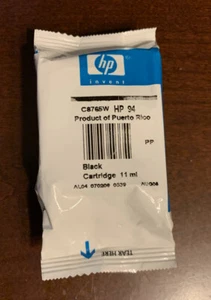 hp
invent
C8765W HP 94
Product of Puerto Rico
PP
Black
Cartridge 11 ml
TEAR HERE